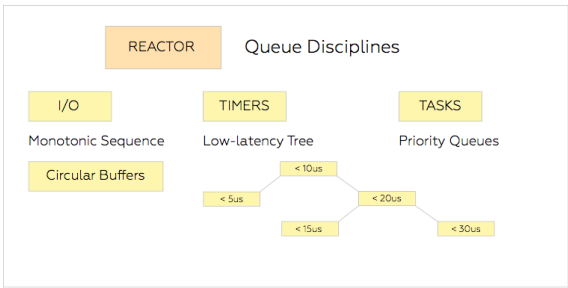 REACTOR
Queue Disciplines
I/O
TIMERS
TASKS
Monotonic Sequence
Low-latency Tree
Priority Queues
Circular Buffers
< 10us
< 5us
< 20us
< 15us
< 30us